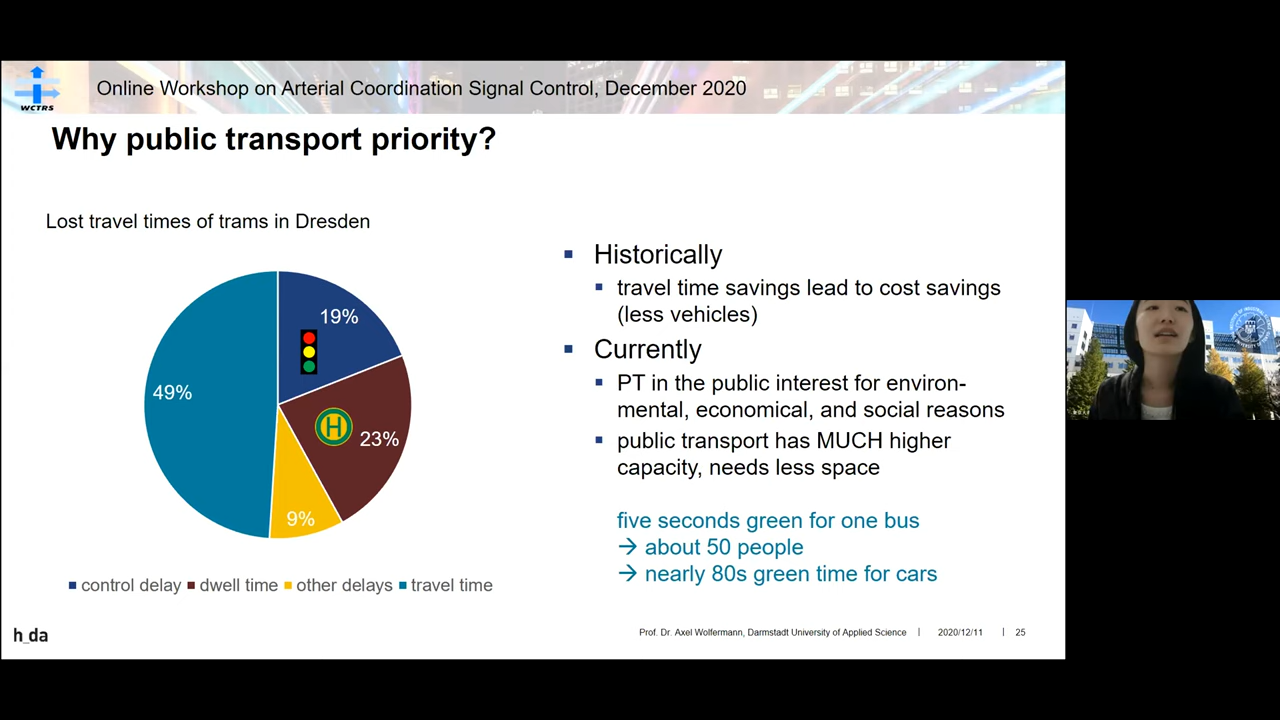 WCTRS
Online Workshop on Arterial Coordination Signal Control, December 2020
Why public transport priority?
Lost travel times of trams in Dresden
19%
49%
H
23%
9%
control delay dwell time other delays travel time
Historically
travel time savings lead to cost savings
(less vehicles)
Currently
PT in the public interest for environ-
mental, economical, and social reasons
public transport has MUCH higher
capacity, needs less space
five seconds green for one bus
→ about 50 people
→ nearly 80s green time for cars
h_da
Prof. Dr. Axel Wolfermann, Darmstadt University of Applied Science | 2020/12/11 | 25